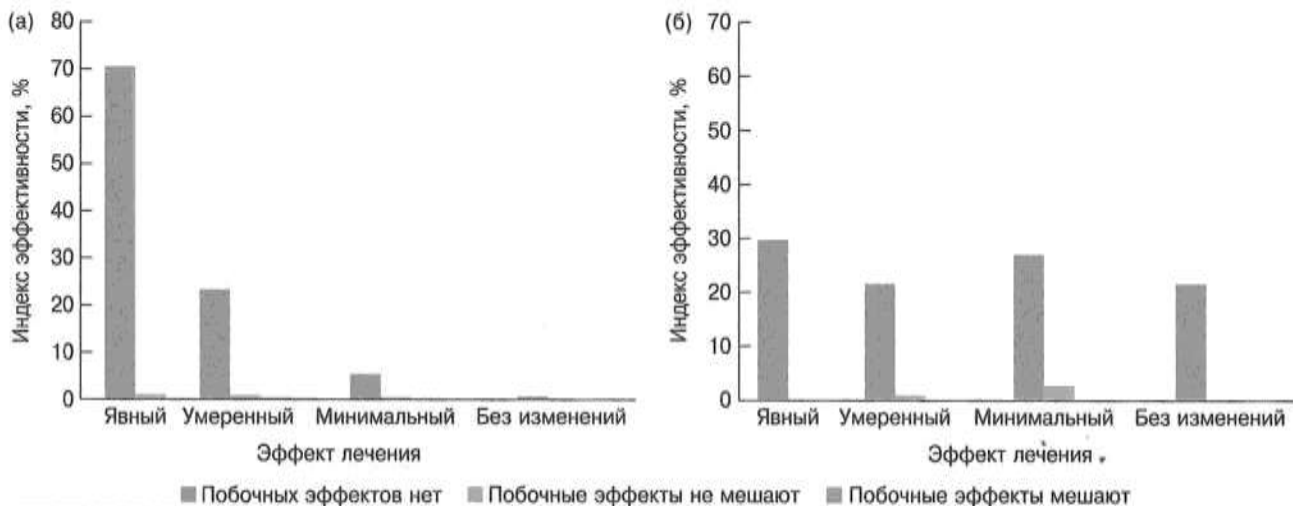 (а)
Индекс эффективности, %
80
70
60
50
40
30
20
10
0
Явный Умеренный Минимальный Без изменений
Эффект лечения
(б)
Индекс эффективности, %
70
60
50
40
30
20
10
0
Явный Умеренный Минимальный Без изменений
Эффект лечения
Побочных эффектов нет Побочные эффекты не мешают Побочные эффекты мешают